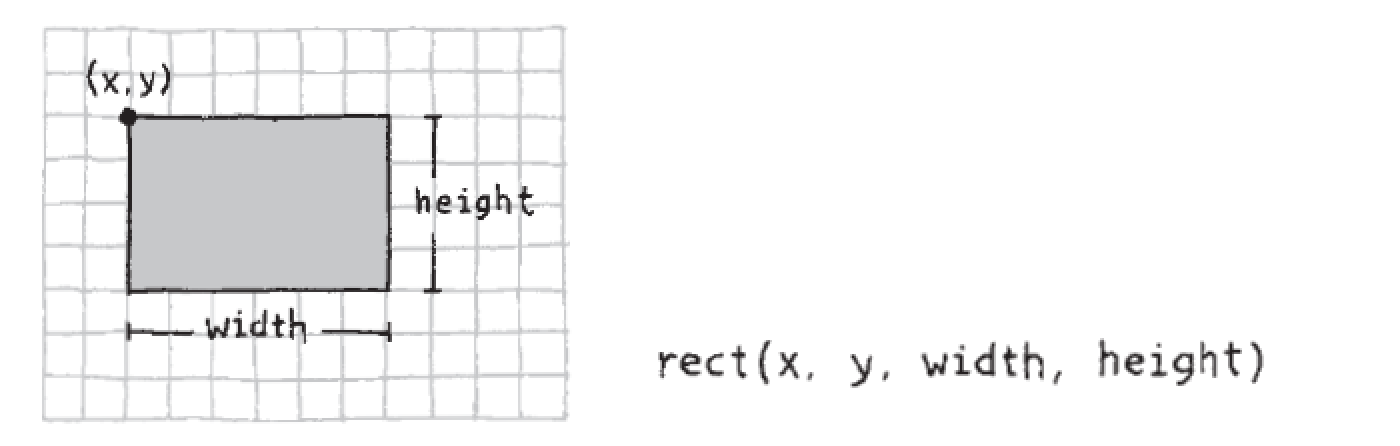 (x,y)
height
width
rect(x, y, width, height)